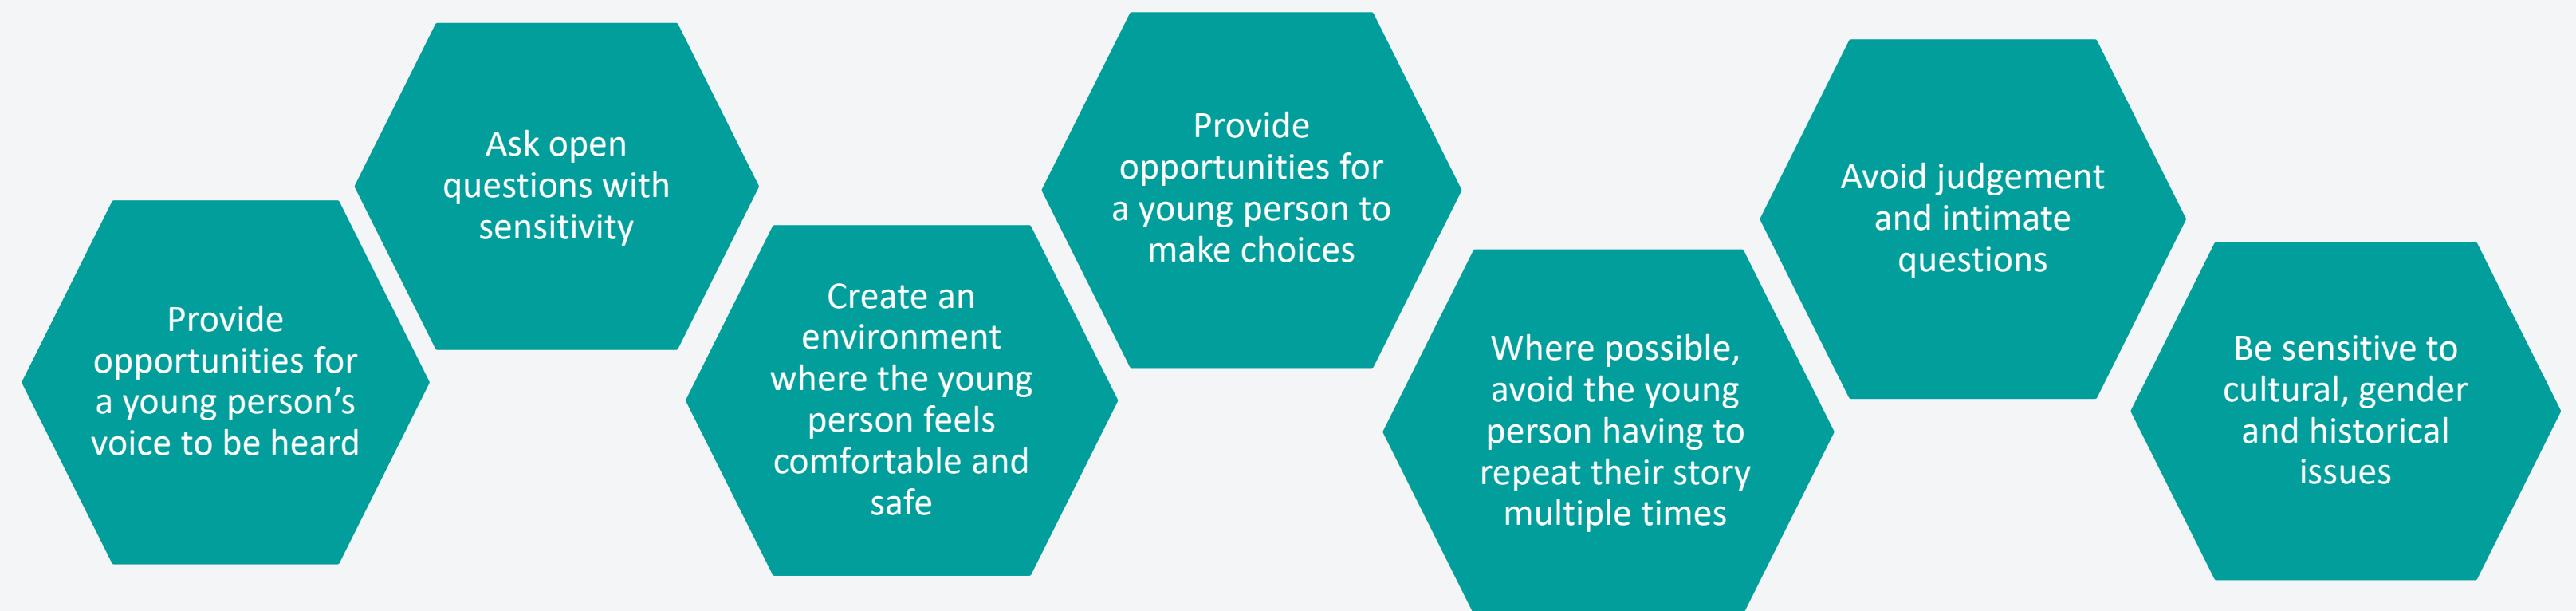 Provide
opportunities for
a young person’s
voice to be heard
Ask open
questions with
sensitivity
Create an
environment
where the young
person feels
comfortable and
safe
Provide
opportunities for
a young person to
make choices
Where possible,
avoid the young
person having to
repeat their story
multiple times
Avoid judgement
and intimate
questions
Be sensitive to
cultural, gender
and historical
issues